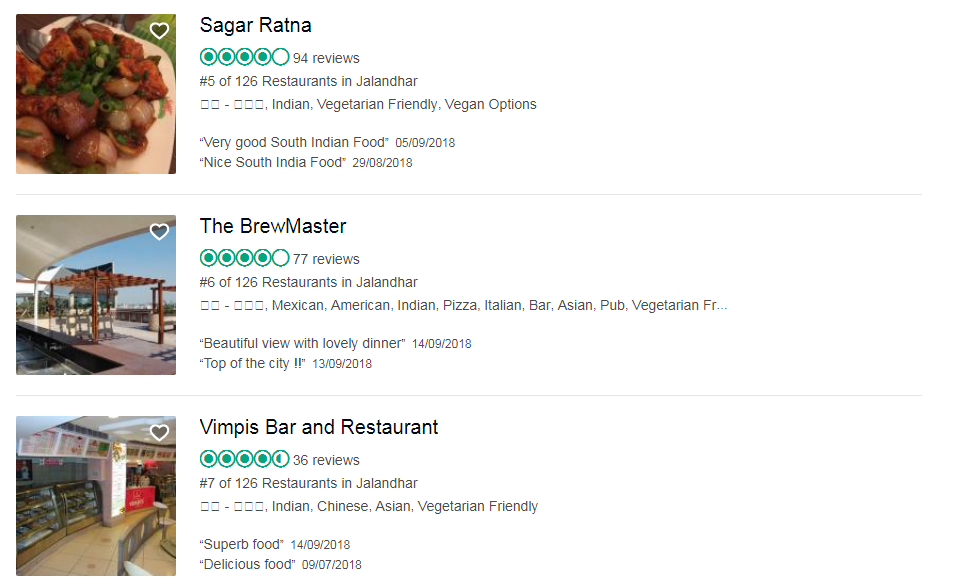 Sagar Ratna
94 reviews
#5 of 126 Restaurants in Jalandhar
□□ - □□□, Indian, Vegetarian Friendly, Vegan Options
“Very good South Indian Food” 05/09/2018
“Nice South India Food” 29/08/2018
The BrewMaster
77 reviews
#6 of 126 Restaurants in Jalandhar
□□ - □□□, Mexican, American, Indian, Pizza, Italian, Bar, Asian, Pub, Vegetarian Fr...
“Beautiful view with lovely dinner” 14/09/2018
“Top of the city !!” 13/09/2018
Vimpis Bar and Restaurant
36 reviews
#7 of 126 Restaurants in Jalandhar
□□ - □□□, Indian, Chinese, Asian, Vegetarian Friendly
“Superb food” 14/09/2018
“Delicious food” 09/07/2018